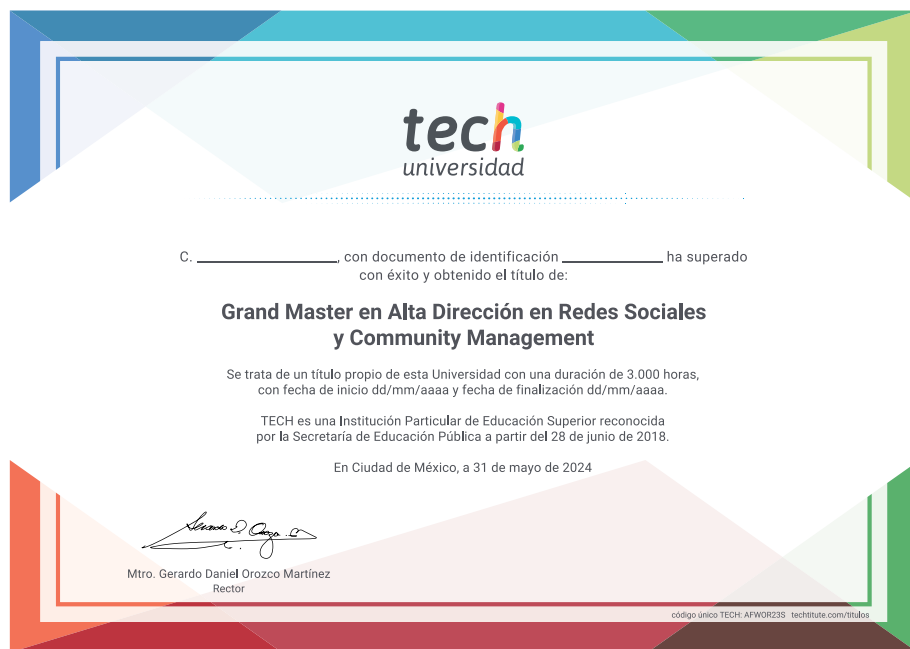 tech
universidad
C. ____________________, con documento de identificación ______________ ha superado
con éxito y obtenido el título de:
Grand Master en Alta Dirección en Redes Sociales
y Community Management
Se trata de un título propio de esta Universidad con una duración de 3.000 horas,
con fecha de inicio dd/mm/aaaa y fecha de finalización dd/mm/aaaa.
TECH es una Institución Particular de Educación Superior reconocida
por la Secretaría de Educación Pública a partir del 28 de junio de 2018.
En Ciudad de México, a 31 de mayo de 2024
Mtro. Gerardo Daniel Orozco Martínez
Rector
código único TECH: AFWOR23S techtitute.com/titulos